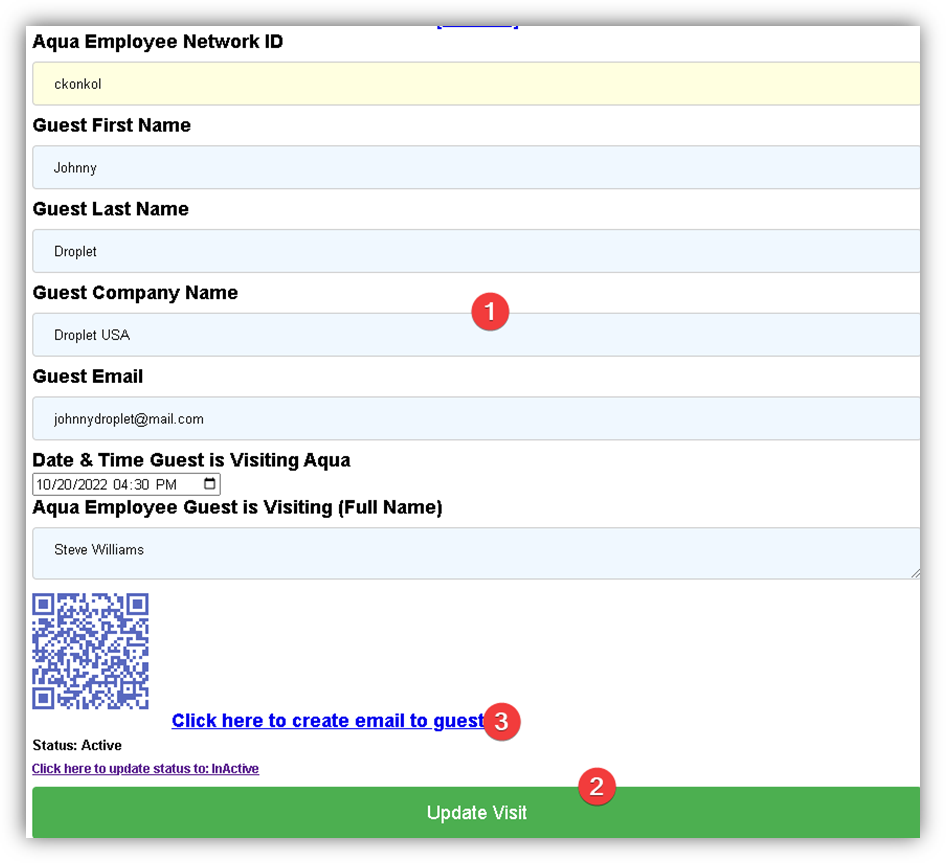 Aqua Employee Network ID
ckonkol
Guest First Name
Johnny
Guest Last Name
Droplet
Guest Company Name
1
Droplet USA
Guest Email
johnnydroplet@mail.com
Date & Time Guest is Visiting Aqua
10/20/2022 04:30 PM
Aqua Employee Guest is Visiting (Full Name)
Steve Williams
Click here to create email to guest 3
Status: Active
Click here to update status to: InActive
2
Update Visit